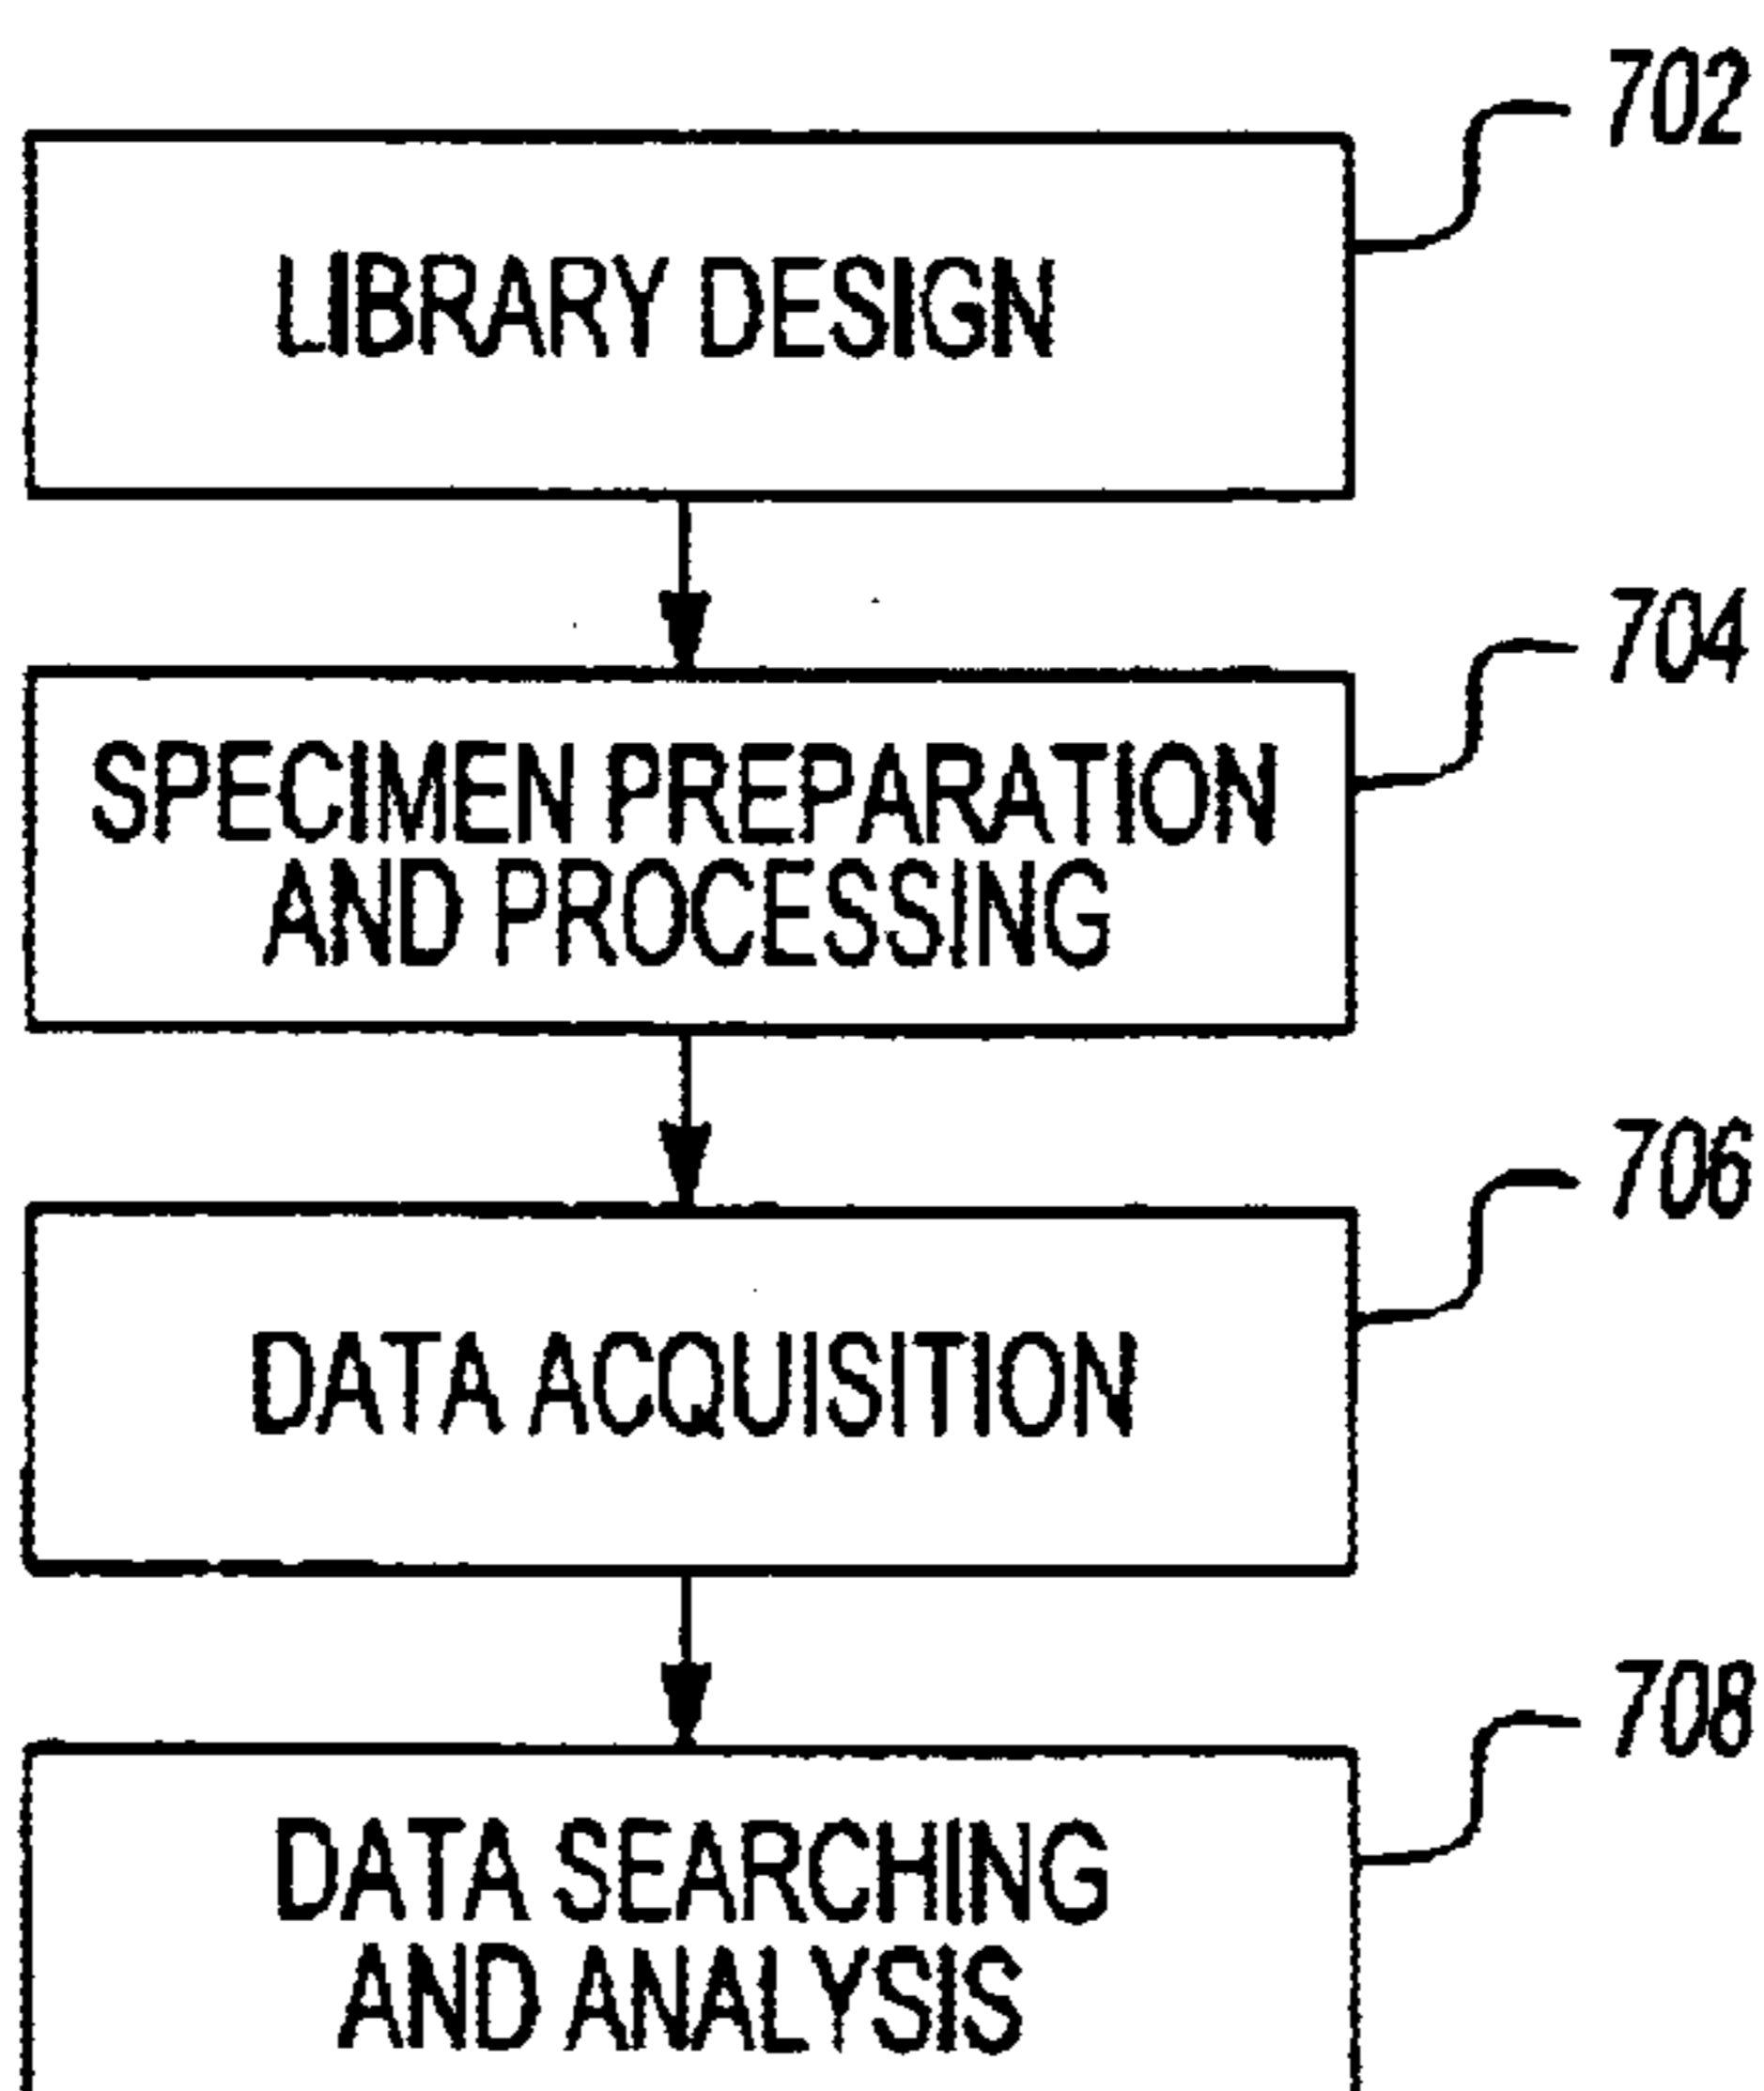 702
LIBRARY DESIGN
704
SPECIMEN PREPARATION
AND PROCESSING
706
DATA ACQUISITION
708
DATA SEARCHING
AND ANALYSIS